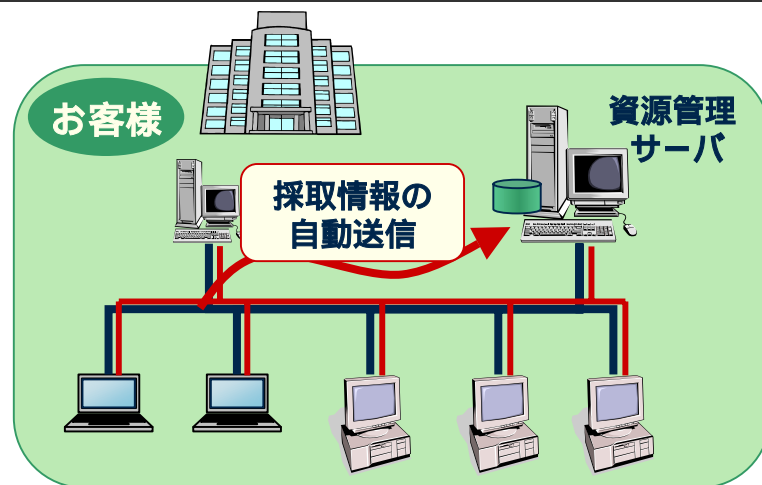 お客様
資源管理
サーバ
採取情報の
自動送信